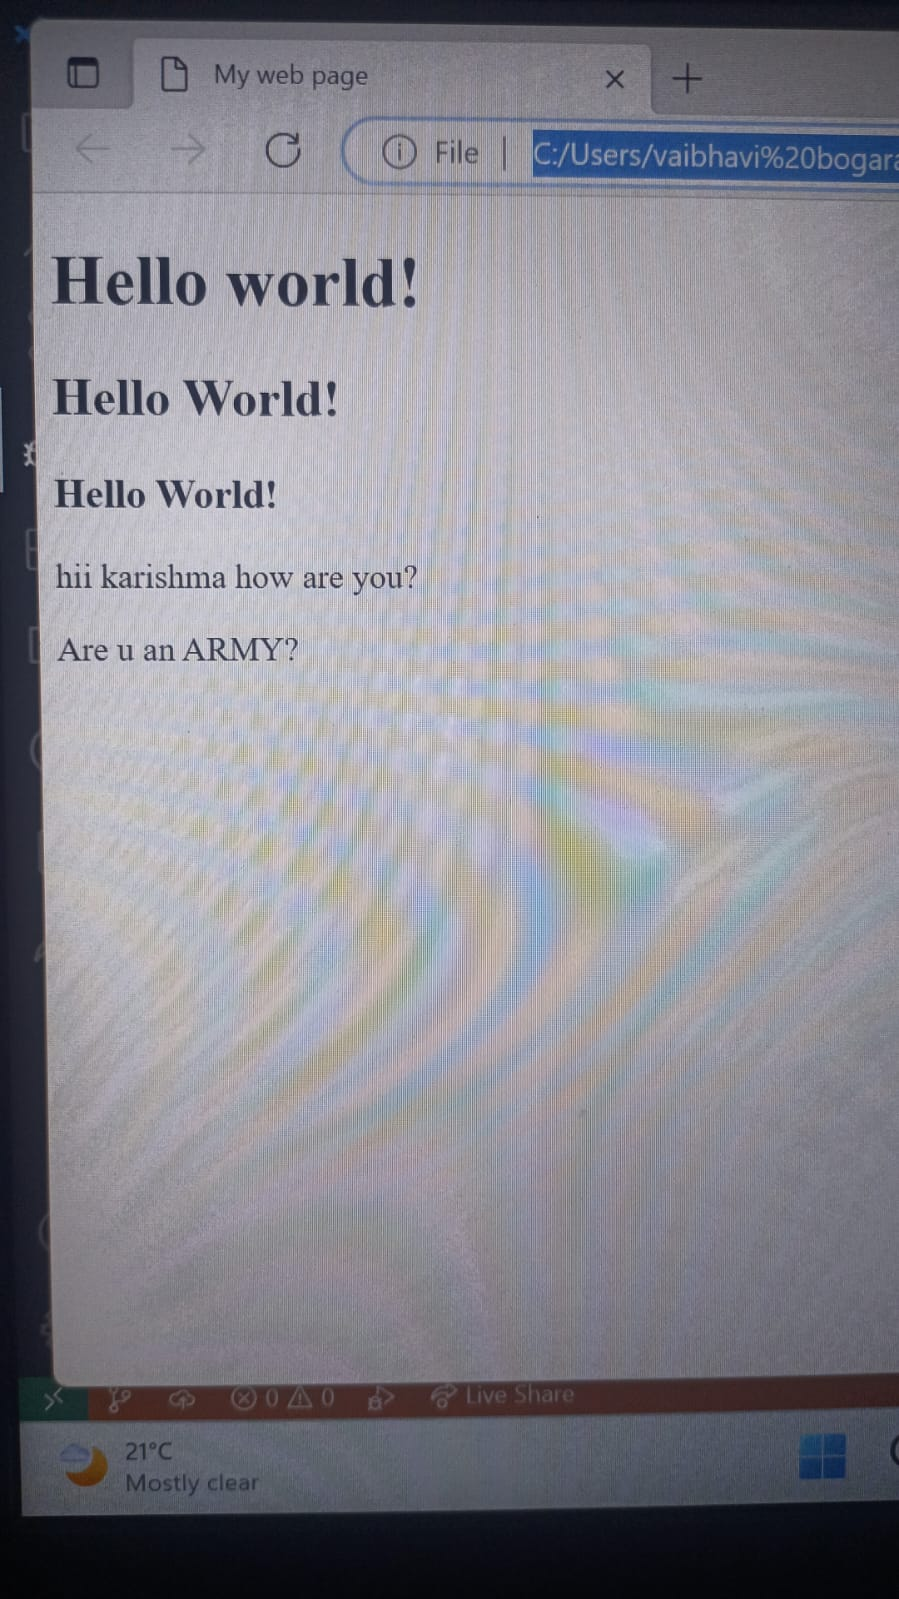 My web page
File
C:/Users/vaibhavi%20bogara
Hello world!
Hello World!
Hello World!
hii karishma how are you?
Are u an ARMY?
0 0 Live Share
21°C
Mostly clear